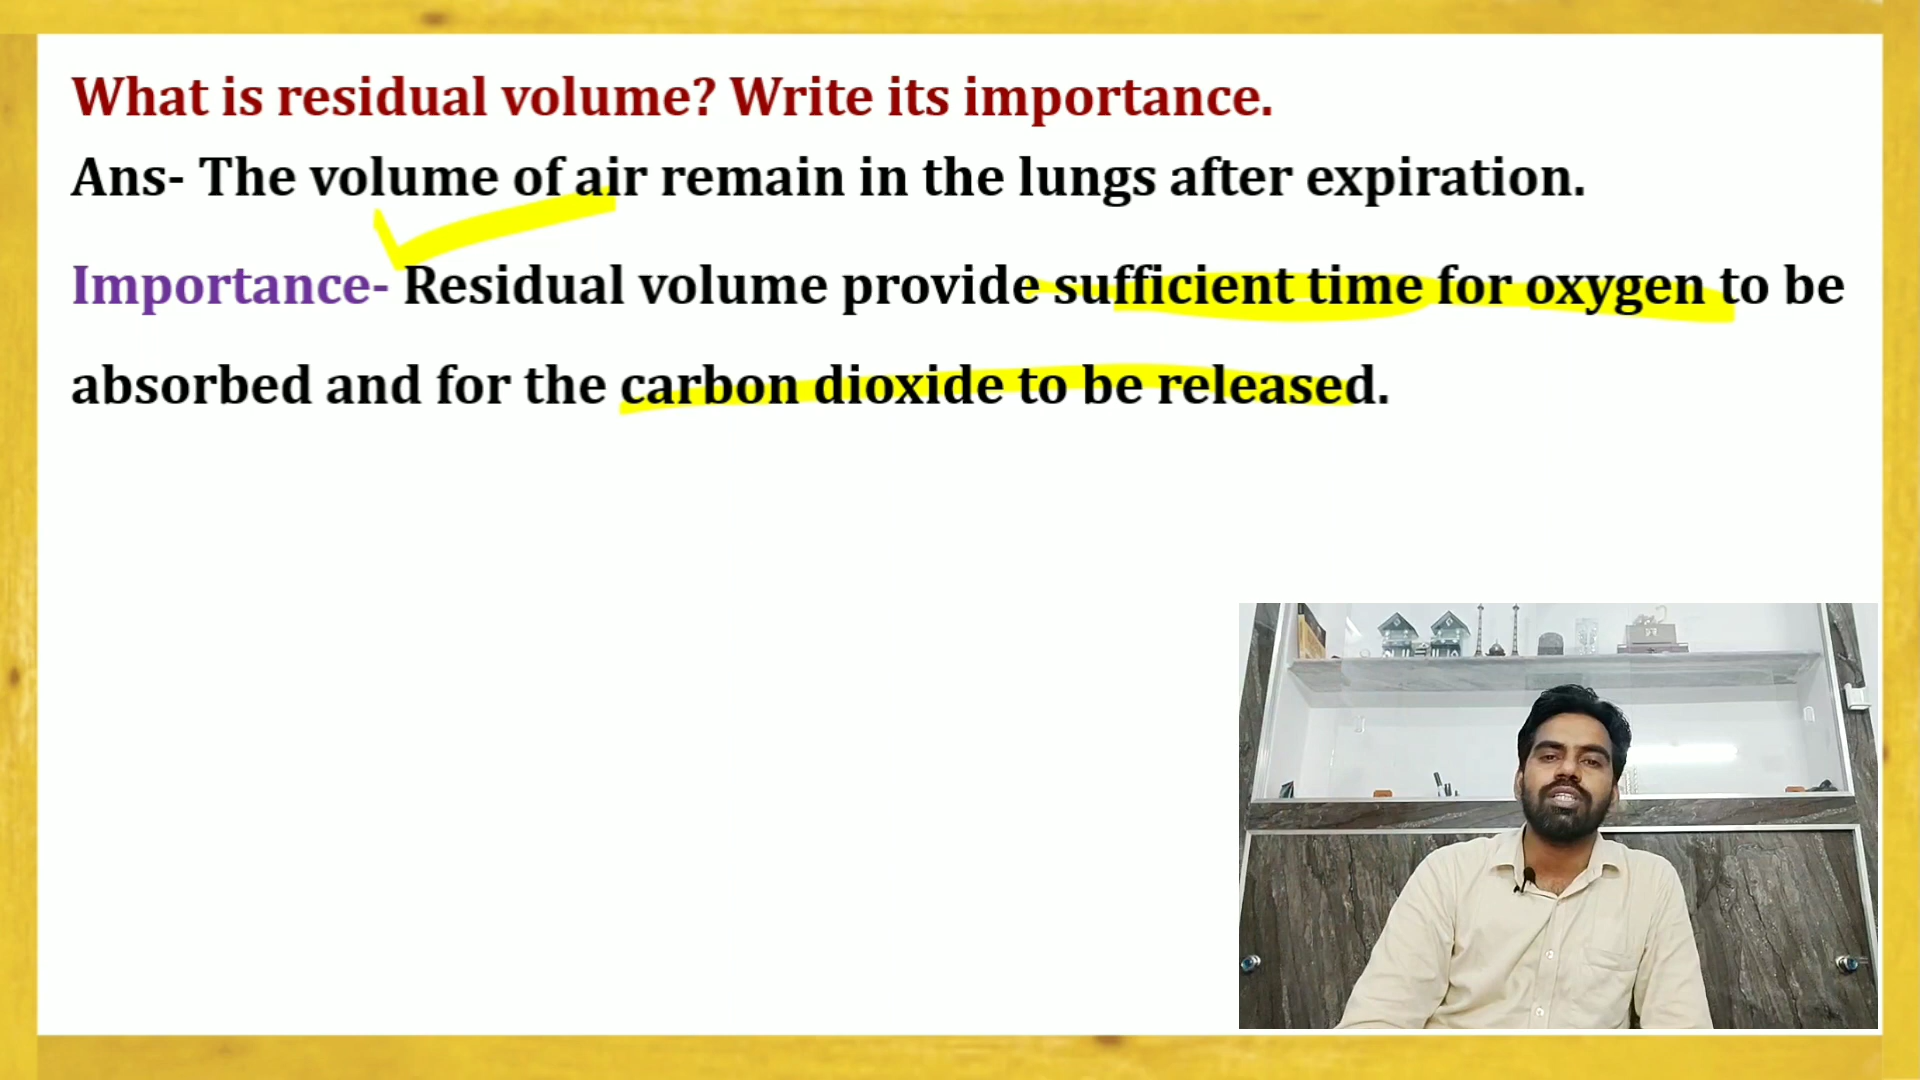 What is residual volume? Write its importance.
Ans- The volume of air remain in the lungs after expiration.
Importance- Residual volume provide sufficient time for oxygen to be
absorbed and for the carbon dioxide to be released.